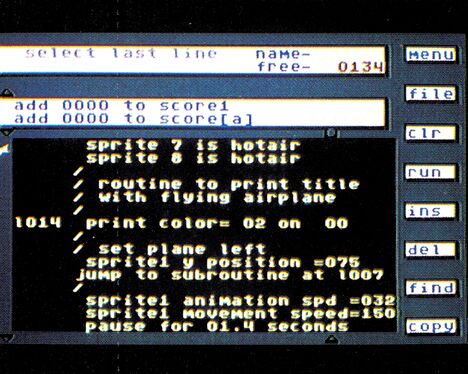 select last line name-
free- 0134
add 0000 to score1
add 0000 to score[a]
sprite 7 is hotair
sprite 8 is hotair
/
/ routine to print title
/ with flying airplane
/
l014 print color= 02 on 00
/
/ set plane left
sprite1 y position =075
jump to subroutine at l007
/
sprite1 animation spd =032
sprite1 movement speed=150
pause for 01.4 seconds
menu
file
clr
run
ins
del
find
copy